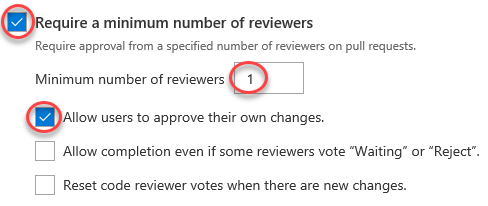 Require a minimum number of reviewers
Require approval from a specified number of reviewers on pull requests.
Minimum number of reviewers 1
Allow users to approve their own changes.
Allow completion even if some reviewers vote “Waiting” or “Reject”.
Reset code reviewer votes when there are new changes.